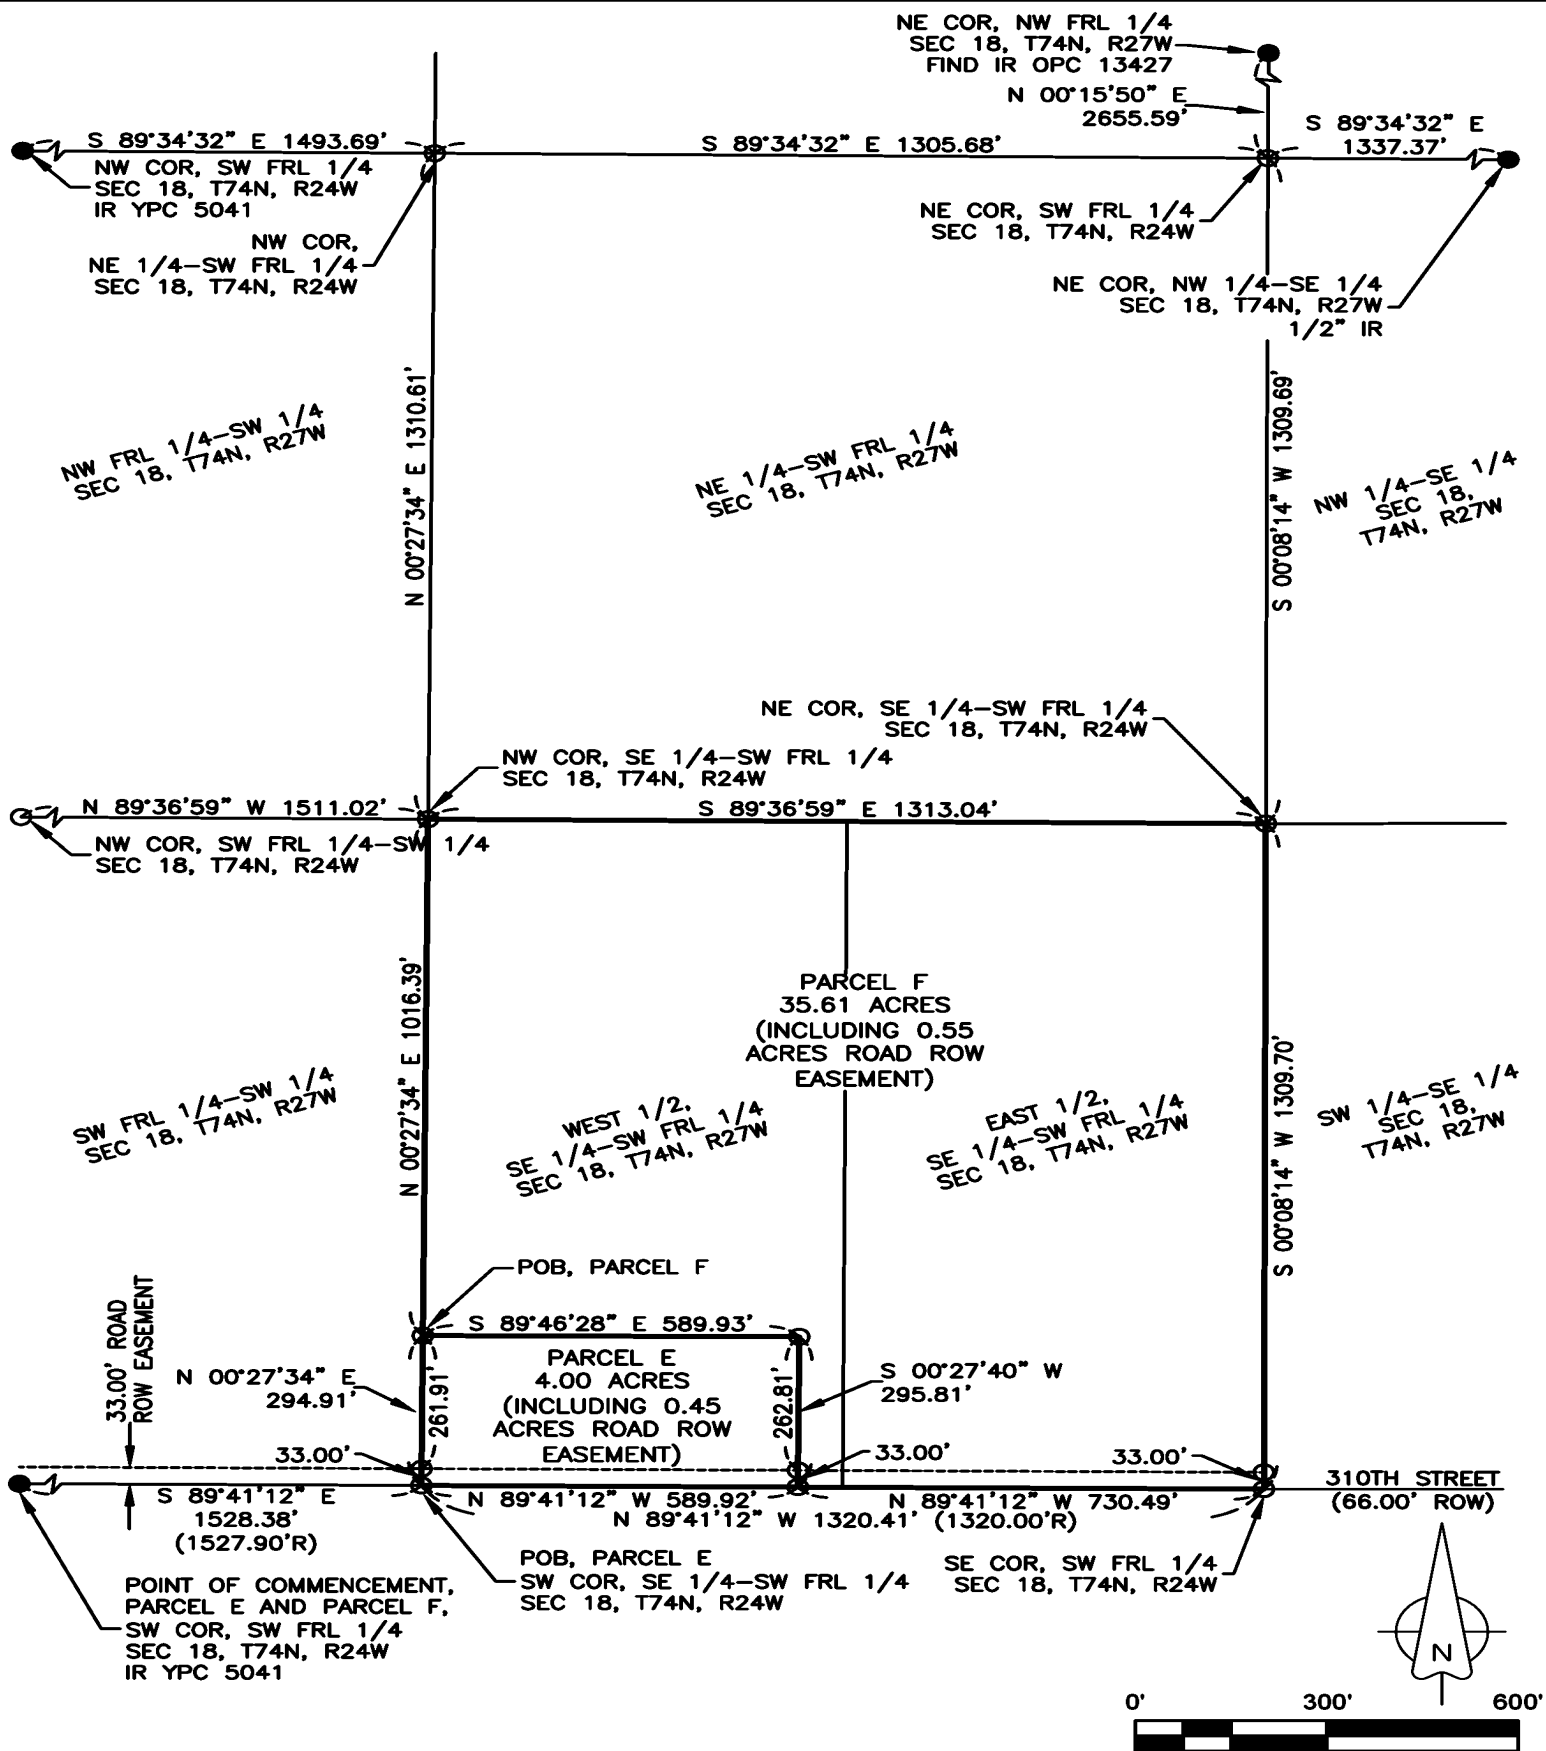 NE COR, NW FRL 1/4
SEC 18, T74N, R27W
FIND IR OPC 13427
N 00°15'50" E
2655.59'
S 89°34'32" E 1493.69'
S 89°34'32" E 1305.68'
S 89°34'32" E
1337.37'
NW COR, SW FRL 1/4
SEC 18, T74N, R24W
IR YPC 5041
NW COR,
NE 1/4-SW FRL 1/4
SEC 18, T74N, R24W
NE COR, SW FRL 1/4
SEC 18, T74N, R24W
NE COR, NW 1/4-SE 1/4
SEC 18, T74N, R27W
1/2" IR
N 00°27'34" E 1310.61'
S 00°08'14" W 1309.69'
NW FRL 1/4-SW 1/4
SEC 18, T74N, R27W
NE 1/4-SW FRL 1/4
SEC 18, T74N, R27W
NW 1/4-SE 1/4
SEC 18,
T74N, R27W
NE COR, SE 1/4-SW FRL 1/4
SEC 18, T74N, R24W
NW COR, SE 1/4-SW FRL 1/4
SEC 18, T74N, R24W
N 89°36'59" W 1511.02'
S 89°36'59" E 1313.04'
NW COR, SW FRL 1/4-SW 1/4
SEC 18, T74N, R24W
N 00°27'34" E 1016.39'
PARCEL F
35.61 ACRES
(INCLUDING 0.55
ACRES ROAD ROW
EASEMENT)
S 00°08'14" W 1309.70'
SW FRL 1/4-SW 1/4
SEC 18, T74N, R27W
WEST 1/2,
SE 1/4-SW FRL 1/4
SEC 18, T74N, R27W
EAST 1/2,
SE 1/4-SW FRL 1/4
SEC 18, T74N, R27W
SW 1/4-SE 1/4
SEC 18,
T74N, R27W
POB, PARCEL F
33.00' ROAD
ROW EASEMENT
S 89°46'28" E 589.93'
N 00°27'34" E
294.91'
261.91'
PARCEL E
4.00 ACRES
(INCLUDING 0.45
ACRES ROAD ROW
EASEMENT)
262.81'
S 00°27'40" W
295.81'
33.00'
33.00'
33.00'
310TH STREET
(66.00' ROW)
S 89°41'12" E
1528.38'
(1527.90'R)
N 89°41'12" W 589.92'
N 89°41'12" W 730.49'
N 89°41'12" W 1320.41' (1320.00'R)
POB, PARCEL E
SW COR, SE 1/4-SW FRL 1/4
SEC 18, T74N, R24W
SE COR, SW FRL 1/4
SEC 18, T74N, R24W
POINT OF COMMENCEMENT,
PARCEL E AND PARCEL F,
SW COR, SW FRL 1/4
SEC 18, T74N, R24W
IR YPC 5041
N
0' 300' 600'